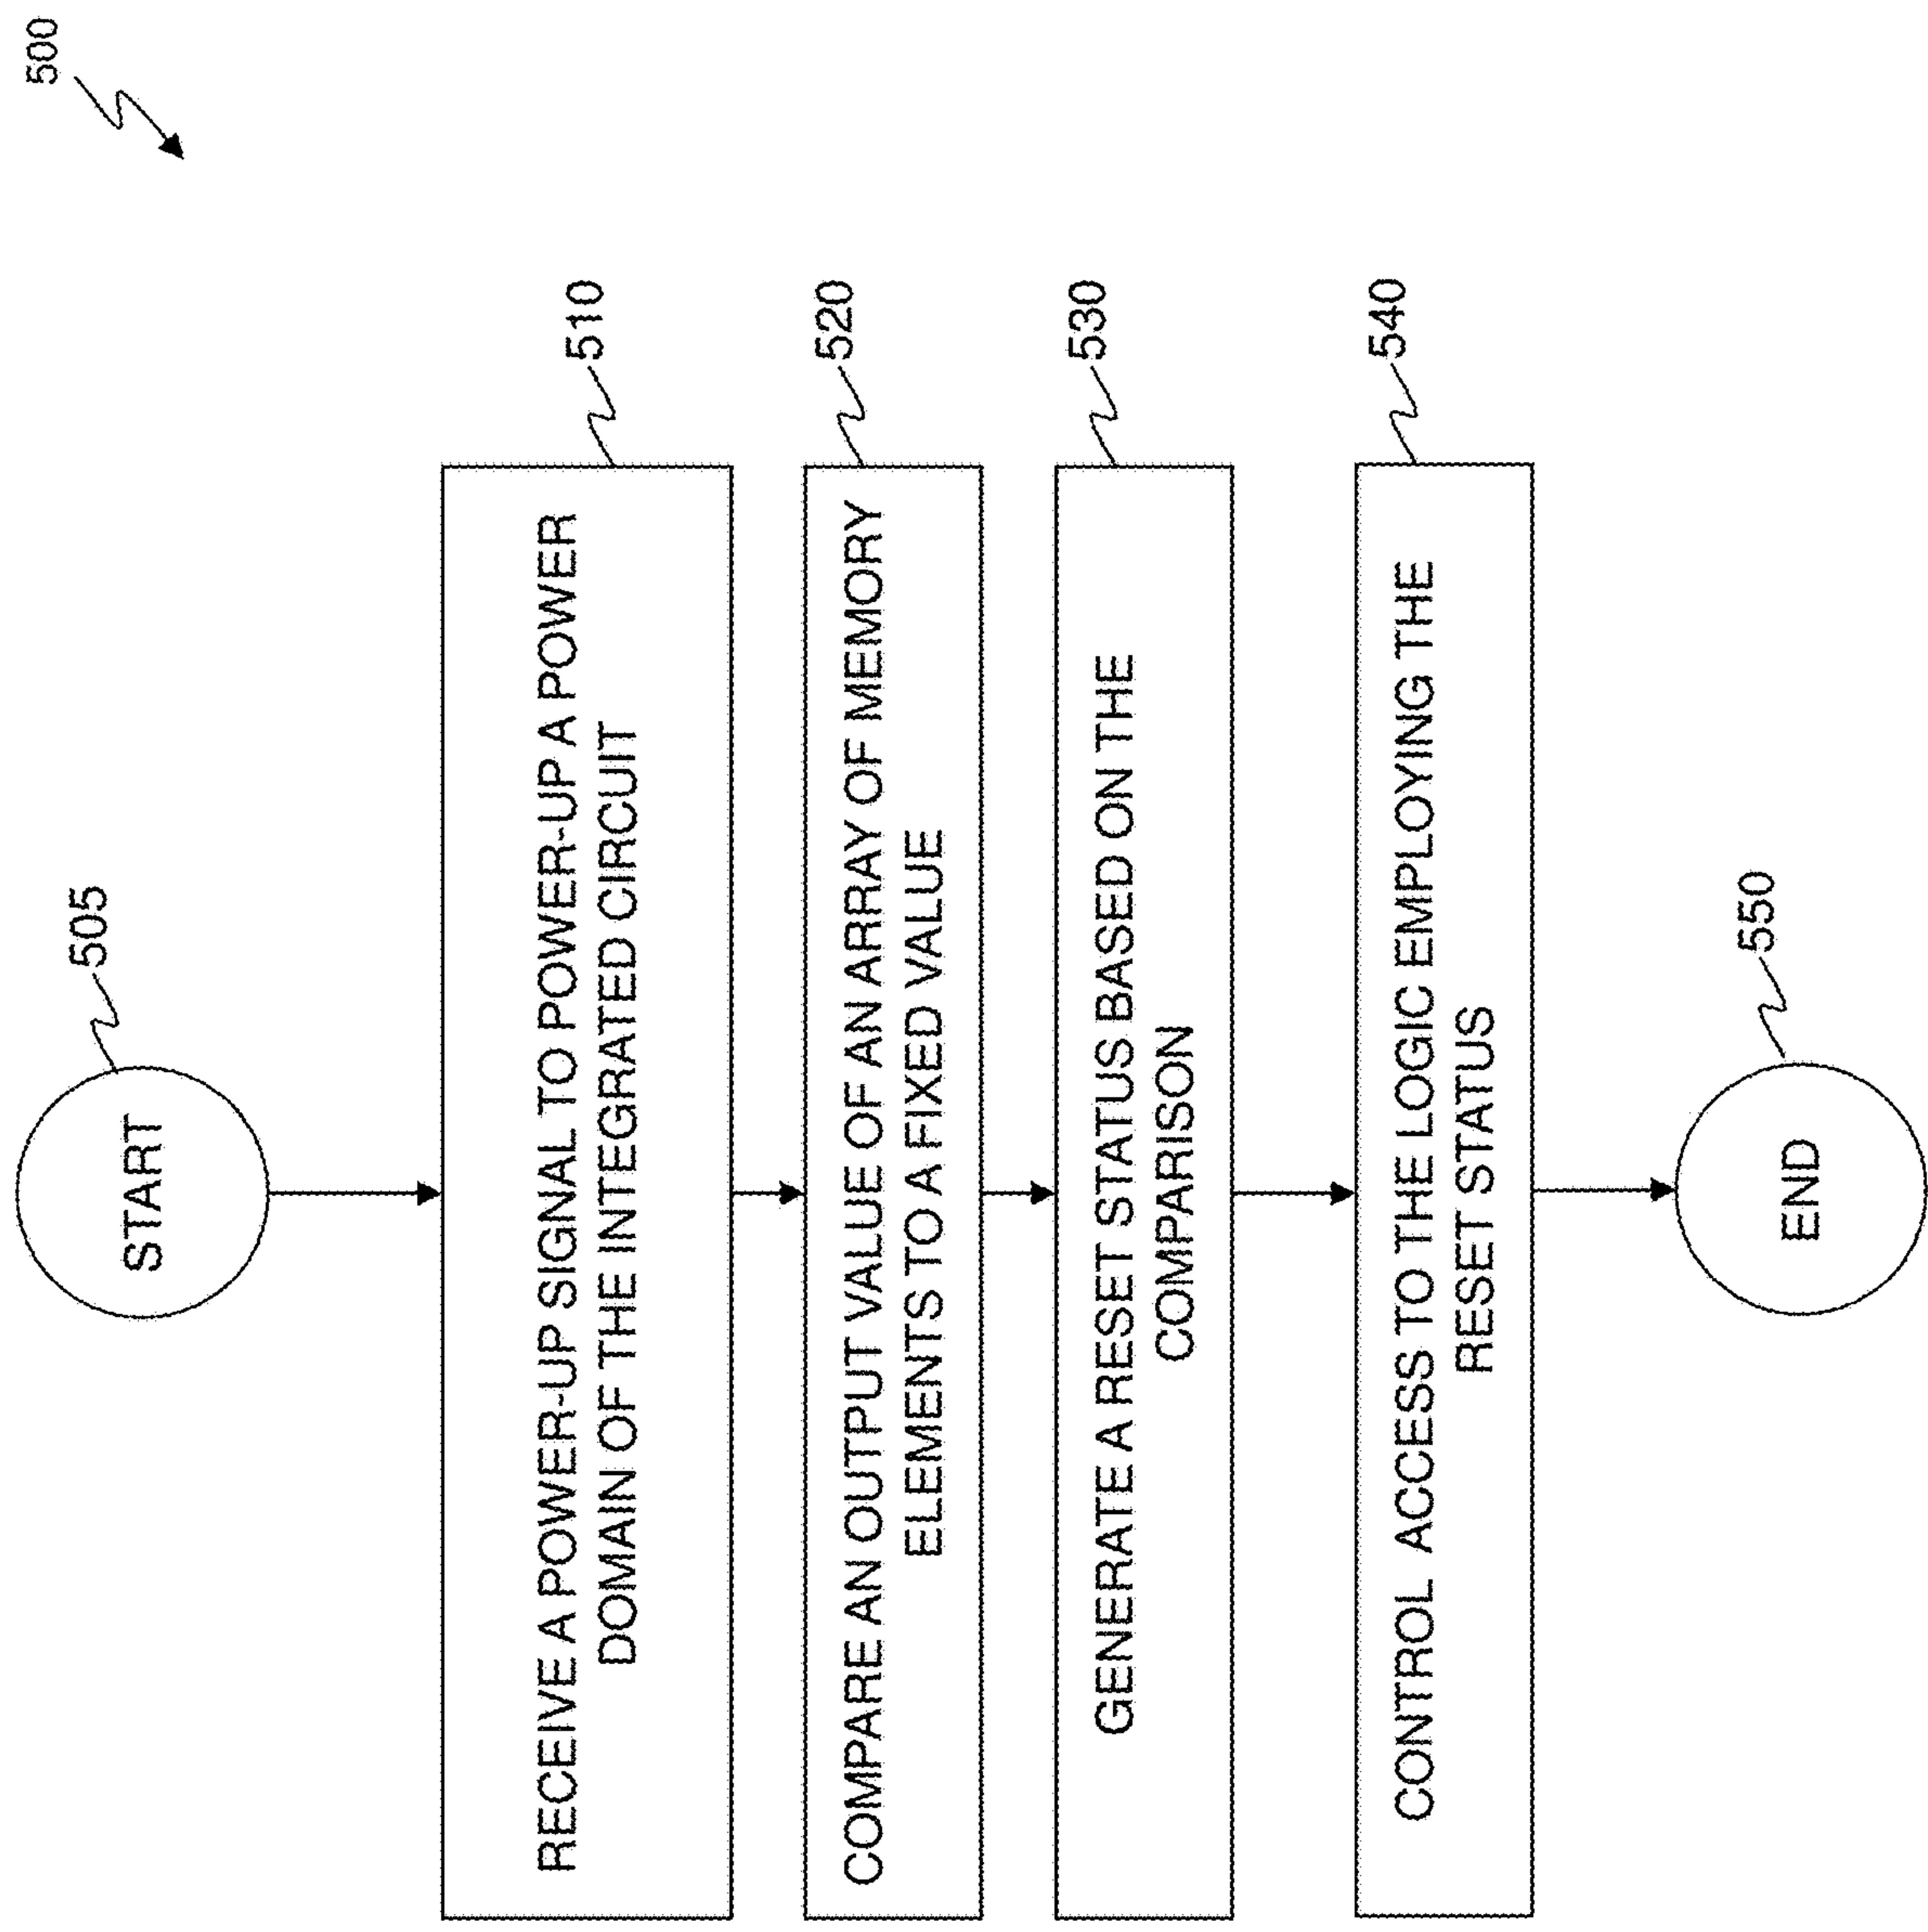 500
505
START
510
RECEIVE A POWER-UP SIGNAL TO POWER-UP A POWER
DOMAIN OF THE INTEGRATED CIRCUIT
520
COMPARE AN OUTPUT VALUE OF AN ARRAY OF MEMORY
ELEMENTS TO A FIXED VALUE
530
GENERATE A RESET STATUS BASED ON THE
COMPARISON
540
CONTROL ACCESS TO THE LOGIC EMPLOYING THE
RESET STATUS
550
END